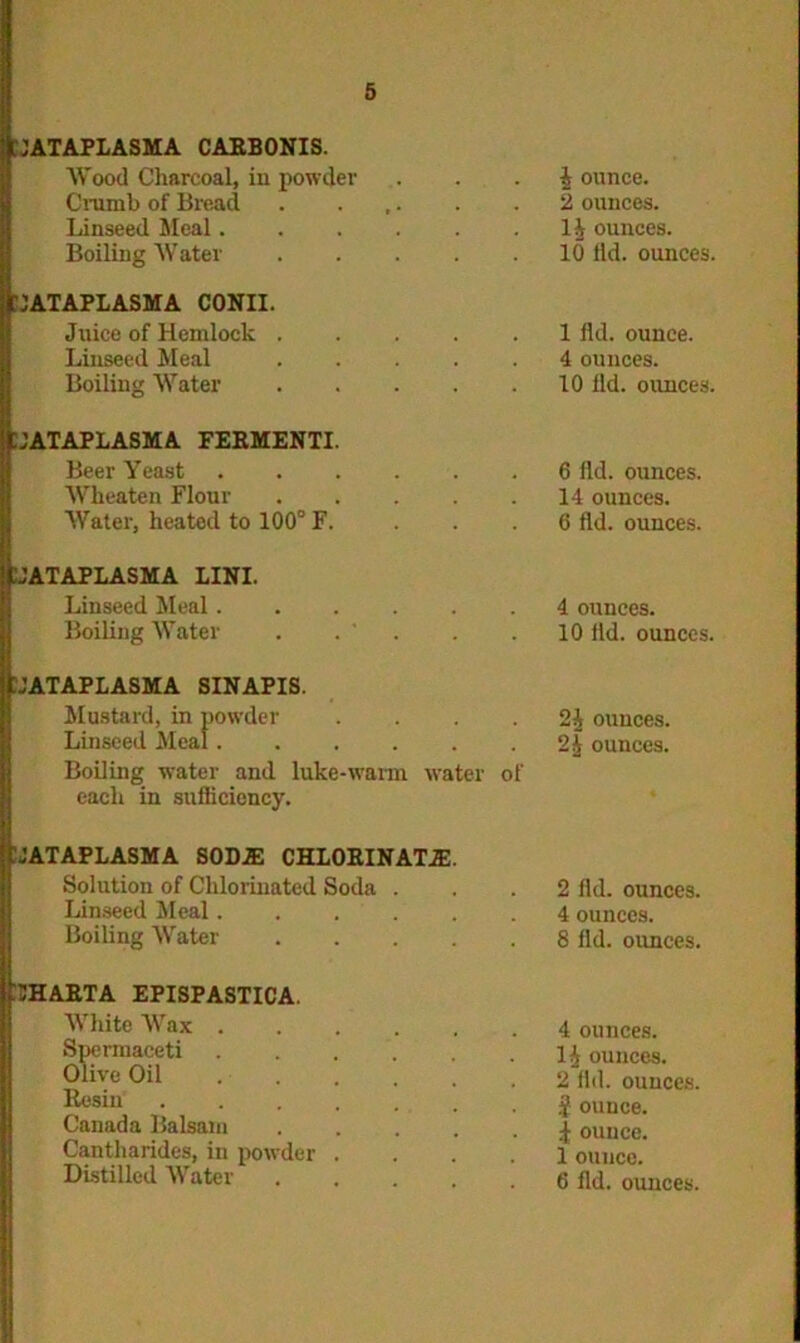 5
CATAPLASMA CARBONIS.
Wood Charcoal, in powder . . . ½ ounce.
Crumb of Bread . . . . . 2 ounces.
Linseed Meal . . . . . . 1½ ounces.
Boiling Water . . . . . 10 fld. ounces.
CATAPLASMA CONII.
Juice of Hemlock . . . . . 1 fld. ounce.
Linseed Meal . . . . . 4 ounces.
Boiling Water . . . . . 10 fld. ounces.
CATAPLASMA FERMENTI.
Beer Yeast . . . . . . 6 fld. ounces.
Wheaten Flour . . . . . 14 ounces.
Water, heated to 100° F. . . . 6 fld. ounces.
CATAPLASMA LINI.
Linseed Meal . . . . . . 4 ounces.
Boiling Water . . . . . 10 fld. ounces.
CATAPLASMA SINAPIS.
Mustard, in powder . . . . 2½ ounces.
Linseed Meal . . . . . . 2½ ounces.
Boiling water and luke-warm water of
each in sufficiency.
CATAPLASMA SODÆ CHLORINATÆ.
Solution of Chlorinated Soda . . . 2 fld. ounces.
Linseed Meal . . . . . . 4 ounces.
Boiling Water . . . . . 8 fld. ounces.
CHARTA EPISPASTICA.
White Wax . . . . . . 4 ounces.
Spermaceti . . . . . . 1½ ounces.
Olive Oil . . . . . . 2 fld. ounces.
Resin . . . . . . . ¾ ounce.
Canada Balsam . . . . . ¼ ounce.
Cantharides, in powder . . . . 1 ounce.
Distilled Water . . . . . 6 fld. ounces.